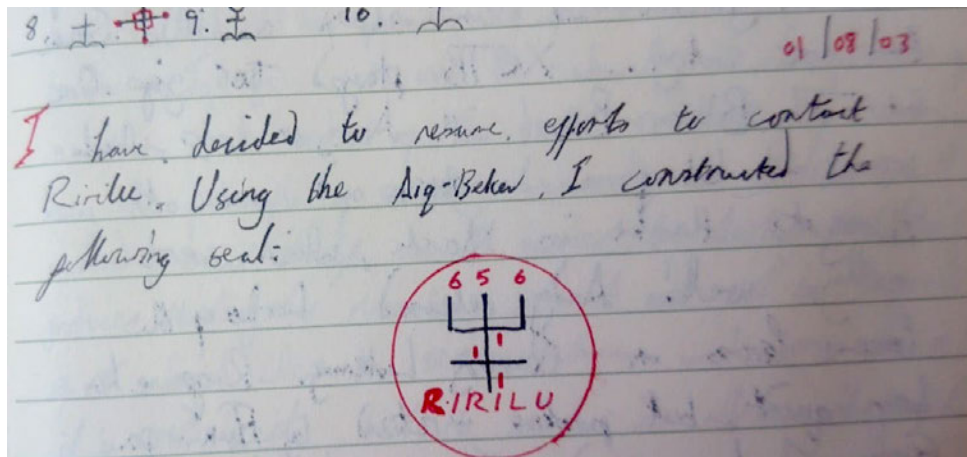 8. 9. 10.
01/08/03
I have decided to resume efforts to contact
Ririlu. Using the Aiq-Beker, I constructed the
following seal:
6 5 6
1 1
1
RIRILU